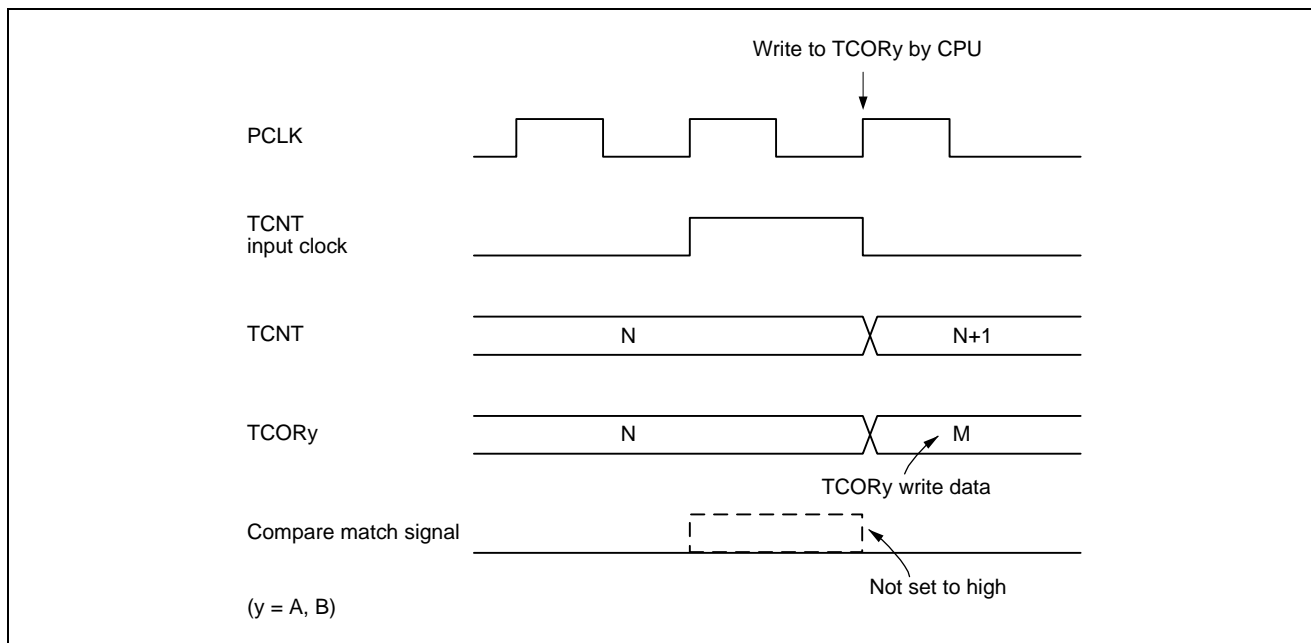 Write to TCORy by CPU
PCLK
TCNT
input clock
TCNT
N
N+1
TCORy
N
M
TCORy write data
Compare match signal
Not set to high
(y = A, B)